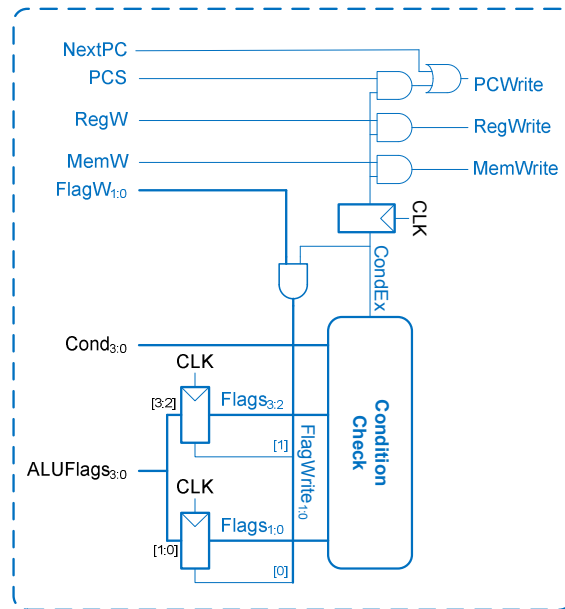 NextPC
PCS
PCWrite
RegW
RegWrite
MemW
MemWrite
FlagW1:0
CLK
CondEx
Cond3:0
CLK
[3:2]
Flags3:2
Condition
Check
FlagWrite1:0
[1]
ALUFlags3:0
CLK
Flags1:0
[1:0]
[0]